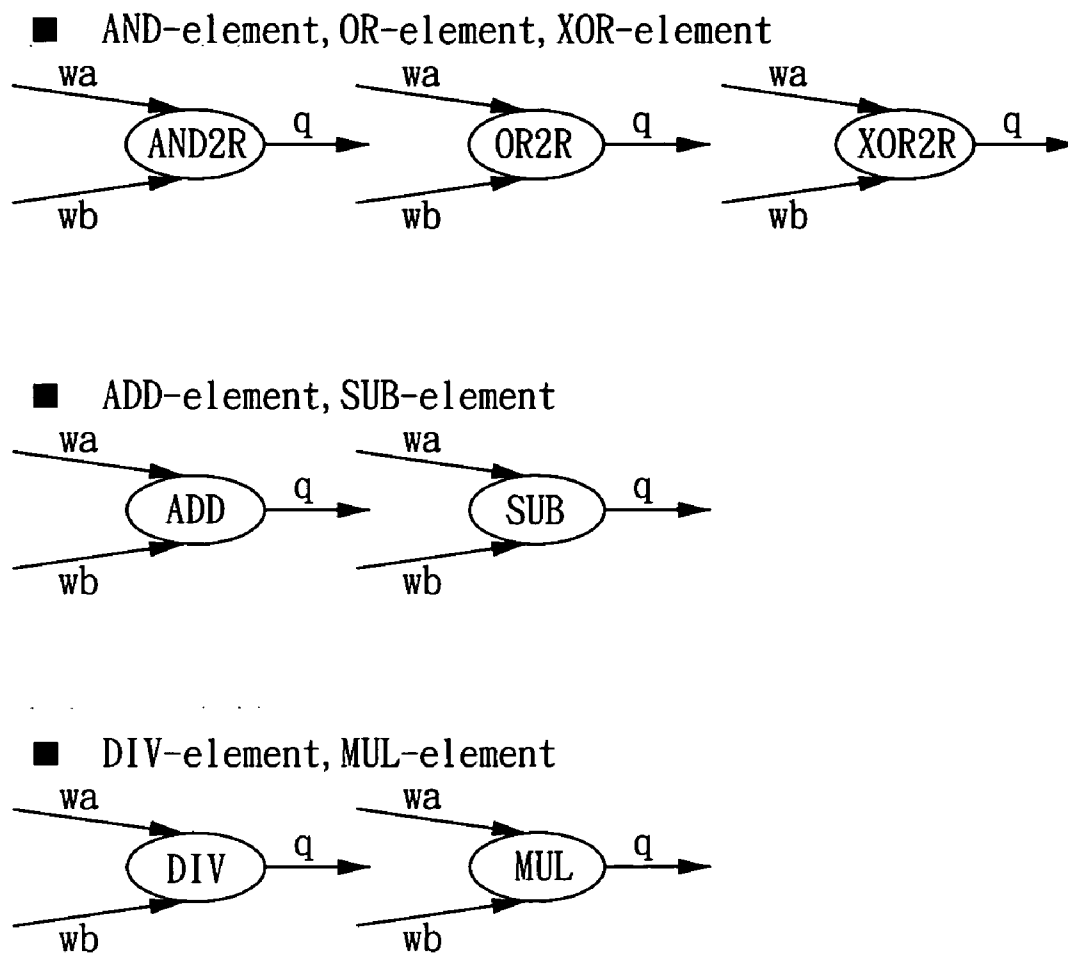 ■ AND-element, OR-element, XOR-element
wa wa wa
AND2R q OR2R q XOR2R q
wb wb wb
■ ADD-element, SUB-element
wa wa
ADD q SUB q
wb wb
■ DIV-element, MUL-element
wa wa
DIV q MUL q
wb wb